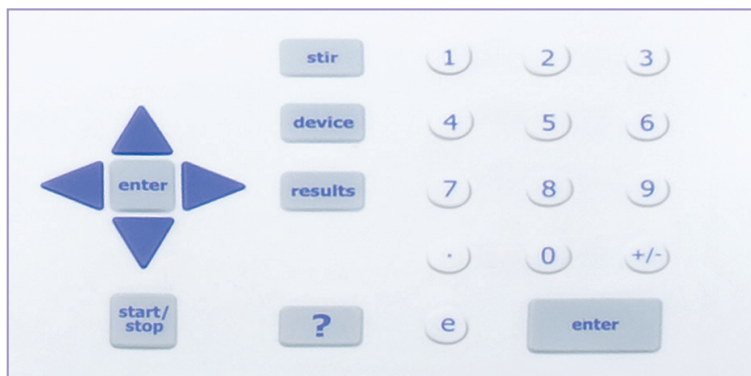 stir 1 2 3
device 4 5 6
enter results 7 8 9
. 0 +/-
start/
stop ? e enter